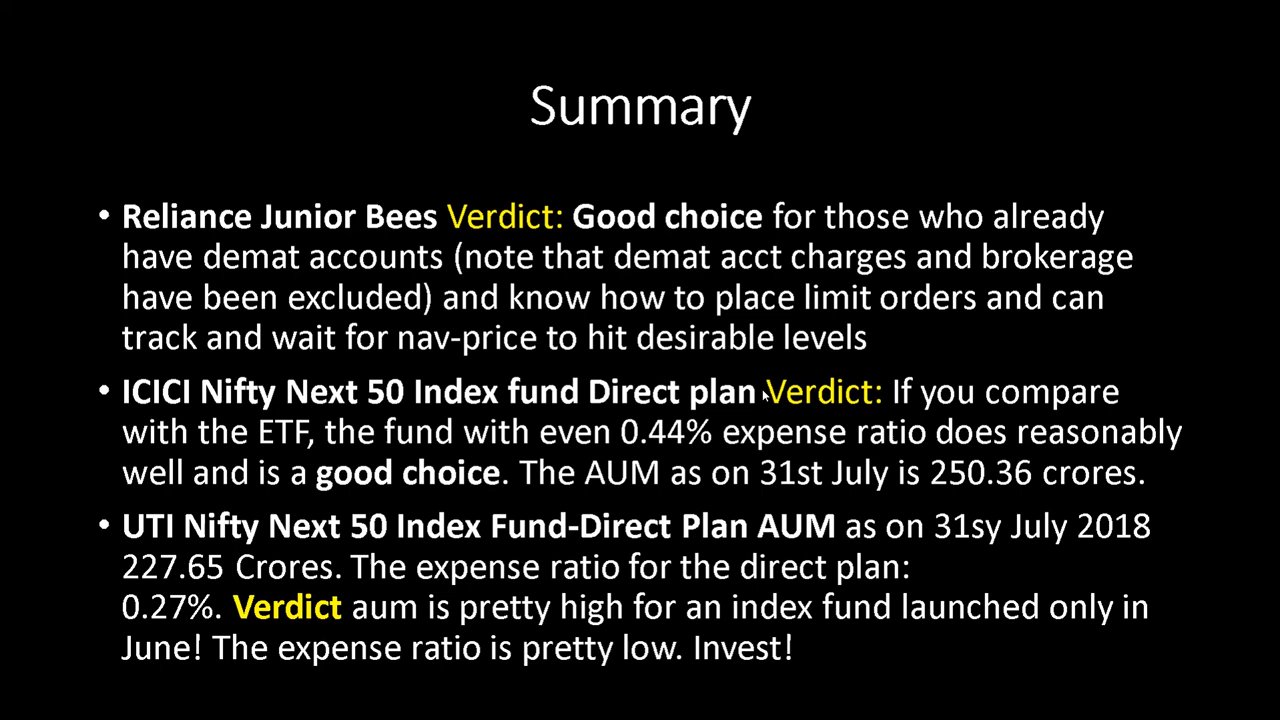 Summary
• Reliance Junior Bees Verdict: Good choice for those who already
have demat accounts (note that demat acct charges and brokerage
have been excluded) and know how to place limit orders and can
track and wait for nav-price to hit desirable levels
• ICICI Nifty Next 50 Index fund Direct plan Verdict: If you compare
with the ETF, the fund with even 0.44% expense ratio does reasonably
well and is a good choice. The AUM as on 31st July is 250.36 crores.
• UTI Nifty Next 50 Index Fund-Direct Plan AUM as on 31sy July 2018
227.65 Crores. The expense ratio for the direct plan:
0.27%. Verdict aum is pretty high for an index fund launched only in
June! The expense ratio is pretty low. Invest!